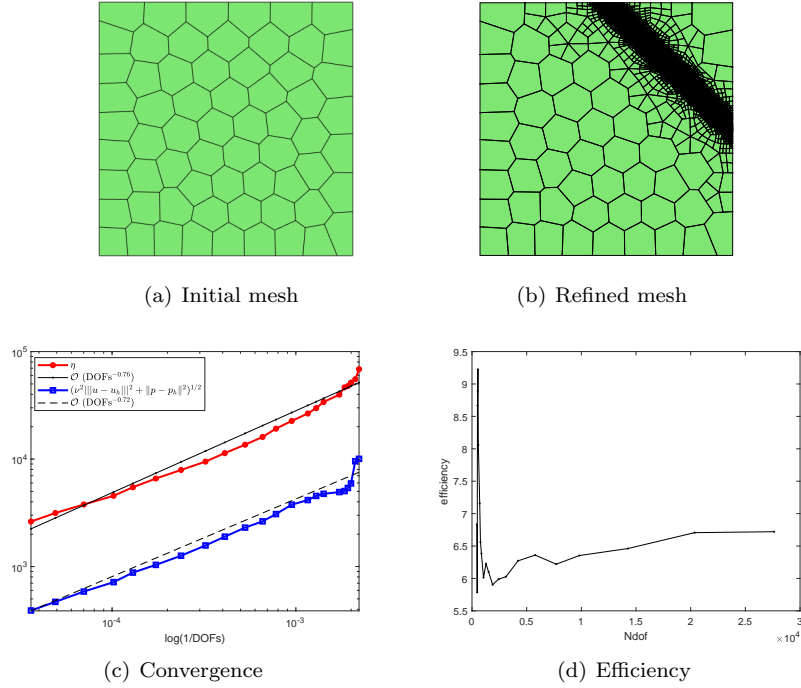 (a) Initial mesh
(b) Refined mesh
10^5
10^4
10^3
η
𝒪 (DOFs^{-0.76})
(ν^2|||u − u_h|||^2 + ‖p − p_h‖^2)^{1/2}
𝒪 (DOFs^{-0.72})
10^{-4}
10^{-3}
log(1/DOFs)
(c) Convergence
9.5
9
8.5
8
7.5
7
6.5
6
5.5
efficiency
0
0.5
1
1.5
2
2.5
3
×10^4
Ndof
(d) Efficiency